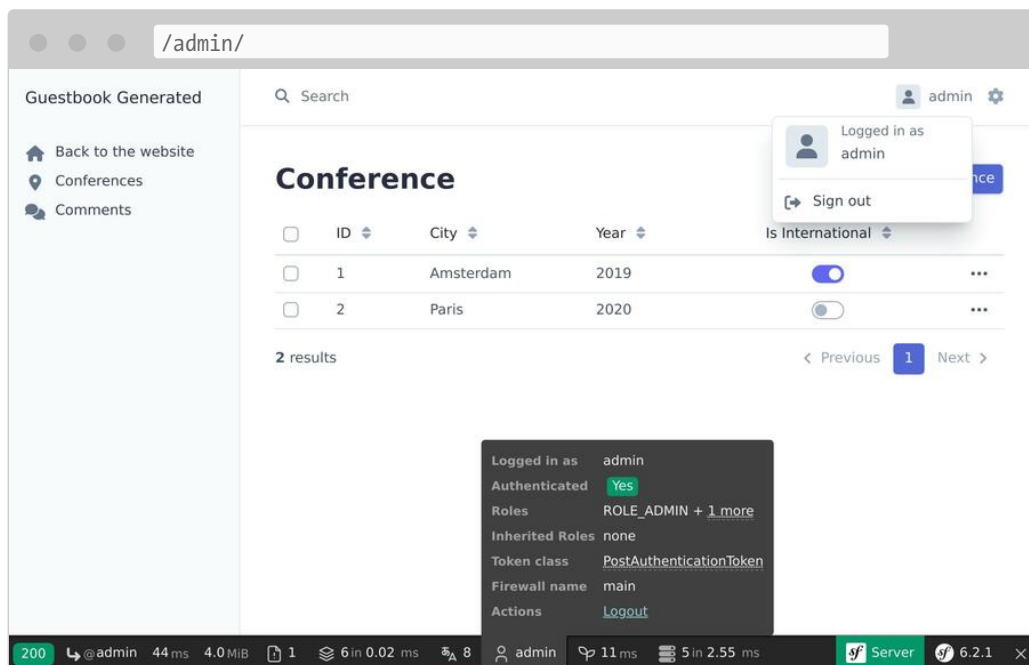 /admin/
Guestbook Generated
Search
admin
Back to the website
Conferences
Comments
Logged in as
admin
Sign out
Conference
nce
ID City Year Is International
1 Amsterdam 2019
2 Paris 2020
2 results
Previous 1 Next
Logged in as admin
Authenticated Yes
Roles ROLE_ADMIN + 1 more
Inherited Roles none
Token class PostAuthenticationToken
Firewall name main
Actions Logout
200 @admin 44 ms 4.0 MiB 1 6 in 0.02 ms 8 admin 11 ms 5 in 2.55 ms sf Server sf 6.2.1